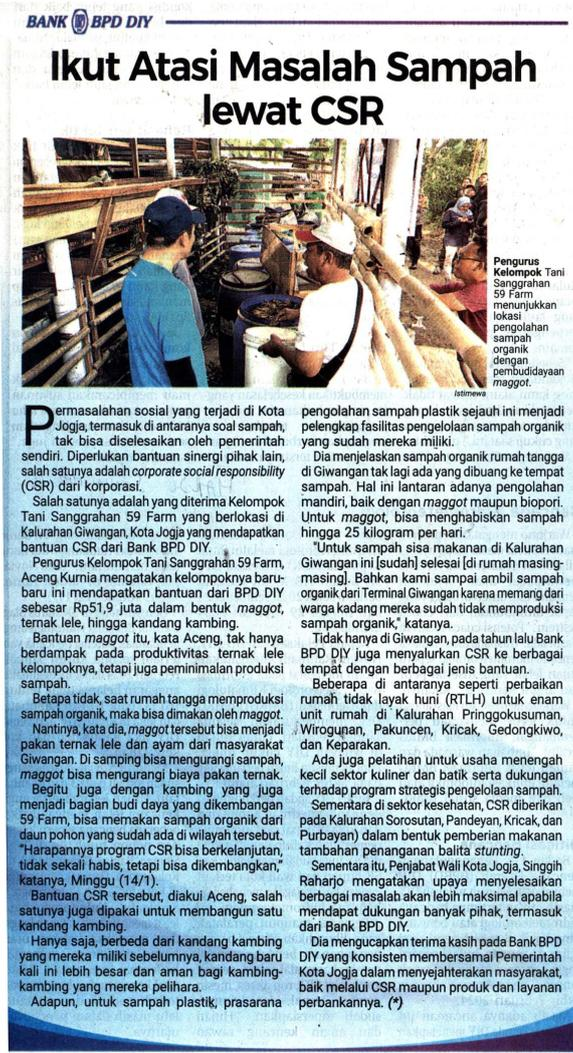 BANK BPD DIY
Ikut Atasi Masalah Sampah
lewat CSR
Pengurus
Kelompok Tani
Sanggrahan
59 Farm
menunjukkan
lokasi
pengolahan
sampah
organik
dengan
pembudidayaan
maggot.
Istimewa
Permasalahan sosial yang terjadi di Kota
Jogja, termasuk di antaranya soal sampah,
tak bisa diselesaikan oleh pemerintah
sendiri. Diperlukan bantuan sinergi pihak lain,
salah satunya adalah corporate social responsibility
(CSR) dari korporasi.
Salah satunya adalah yang diterima Kelompok
Tani Sanggrahan 59 Farm yang berlokasi di
Kalurahan Giwangan, Kota Jogja yang mendapatkan
bantuan CSR dari Bank BPD DIY.
Pengurus Kelompok Tani Sanggrahan 59 Farm,
Aceng Kurnia mengatakan kelompoknya baru-
baru ini mendapatkan bantuan dari BPD DIY
sebesar Rp51,9 juta dalam bentuk maggot,
ternak lele, hingga kandang kambing.
Bantuan maggot itu, kata Aceng, tak hanya
berdampak pada produktivitas ternak lele
kelompoknya, tetapi juga peminimalan produksi
sampah.
Betapa tidak, saat rumah tangga memproduksi
sampah organik, maka bisa dimakan oleh maggot.
Nantinya, kata dia, maggot tersebut bisa menjadi
pakan ternak lele dan ayam dari masyarakat
Giwangan. Di samping bisa mengurangi sampah,
maggot bisa mengurangi biaya pakan ternak.
Begitu juga dengan kambing yang juga
menjadi bagian budi daya yang dikembangan
59 Farm, bisa memakan sampah organik dari
daun pohon yang sudah ada di wilayah tersebut.
"Harapannya program CSR bisa berkelanjutan,
tidak sekali habis, tetapi bisa dikembangkan,"
katanya, Minggu (14/1).
Bantuan CSR tersebut, diakui Aceng, salah
satunya juga dipakai untuk membangun satu
kandang kambing.
Hanya saja, berbeda dari kandang kambing
yang mereka miliki sebelumnya, kandang baru
kali ini lebih besar dan aman bagi kambing-
kambing yang mereka pelihara.
Adapun, untuk sampah plastik, prasarana
pengolahan sampah plastik sejauh ini menjadi
pelengkap fasilitas pengelolaan sampah organik
yang sudah mereka miliki.
Dia menjelaskan sampah organik rumah tangga
di Giwangan tak lagi ada yang dibuang ke tempat
sampah. Hal ini lantaran adanya pengolahan
mandiri, baik dengan maggot maupun biopori.
Untuk maggot, bisa menghabiskan sampah
hingga 25 kilogram per hari.
"Untuk sampah sisa makanan di Kalurahan
Giwangan ini [sudah] selesai [di rumah masing-
masing]. Bahkan kami sampai ambil sampah
organik dari Terminal Giwangan karena memang dari
warga kadang mereka sudah tidak memproduksi
sampah organik," katanya.
Tidak hanya di Giwangan, pada tahun lalu Bank
BPD DIY juga menyalurkan CSR ke berbagai
tempat dengan berbagai jenis bantuan.
Beberapa di antaranya seperti perbaikan
rumah tidak layak huni (RTLH) untuk enam
unit rumah di Kalurahan Pringgokusuman,
Wirogunan, Pakuncen, Kricak, Gedongkiwo,
dan Keparakan.
Ada juga pelatihan untuk usaha menengah
kecil sektor kuliner dan batik serta dukungan
terhadap program strategis pengelolaan sampah.
Sementara di sektor kesehatan, CSR diberikan
pada Kalurahan Sorosutan, Pandeyan, Kricak, dan
Purbayan) dalam bentuk pemberian makanan
tambahan penanganan balita stunting.
Sementara itu, Penjabat Wali Kota Jogja, Singgih
Raharjo mengatakan upaya menyelesaikan
berbagai masalah akan lebih maksimal apabila
mendapat dukungan banyak pihak, termasuk
dari Bank BPD DIY.
Dia mengucapkan terima kasih pada Bank BPD
DIY yang konsisten membersamai Pemerintah
Kota Jogja dalam menyejahterakan masyarakat,
baik melalui CSR maupun produk dan layanan
perbankannya. (*)